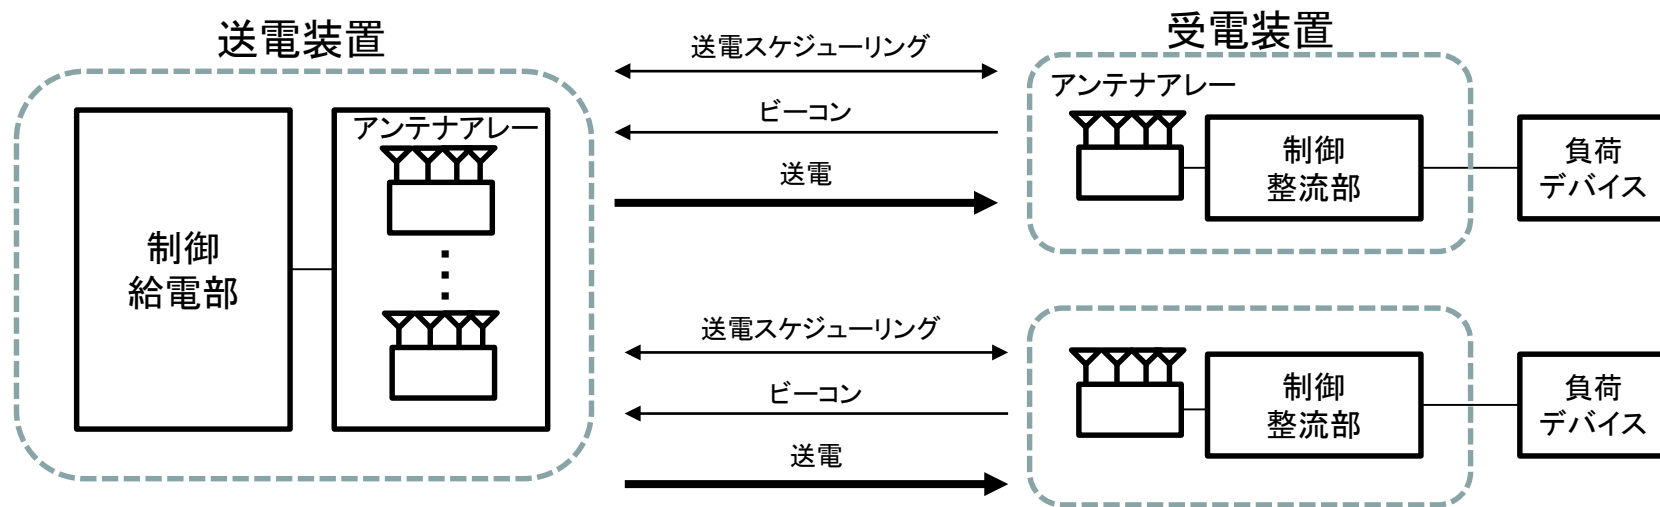 送電装置
受電装置
送電スケジューリング
アンテナアレー
ビーコン
アンテナアレー
制御
整流部
負荷
デバイス
送電
制御
給電部
送電スケジューリング
ビーコン
制御
整流部
負荷
デバイス
送電